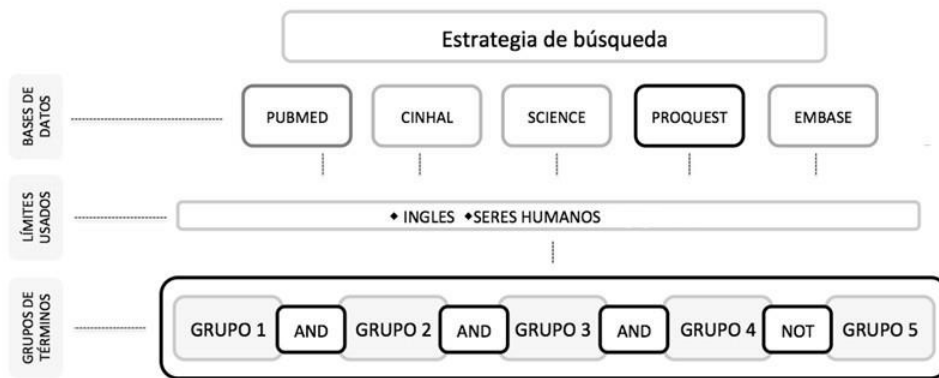 Estrategia de búsqueda
BASES DE
DATOS
PUBMED CINHAL SCIENCE PROQUEST EMBASE
LÍMITES
USADOS
◆ INGLES ◆SERES HUMANOS
GRUPOS DE
TÉRMINOS
GRUPO 1 AND GRUPO 2 AND GRUPO 3 AND GRUPO 4 NOT GRUPO 5